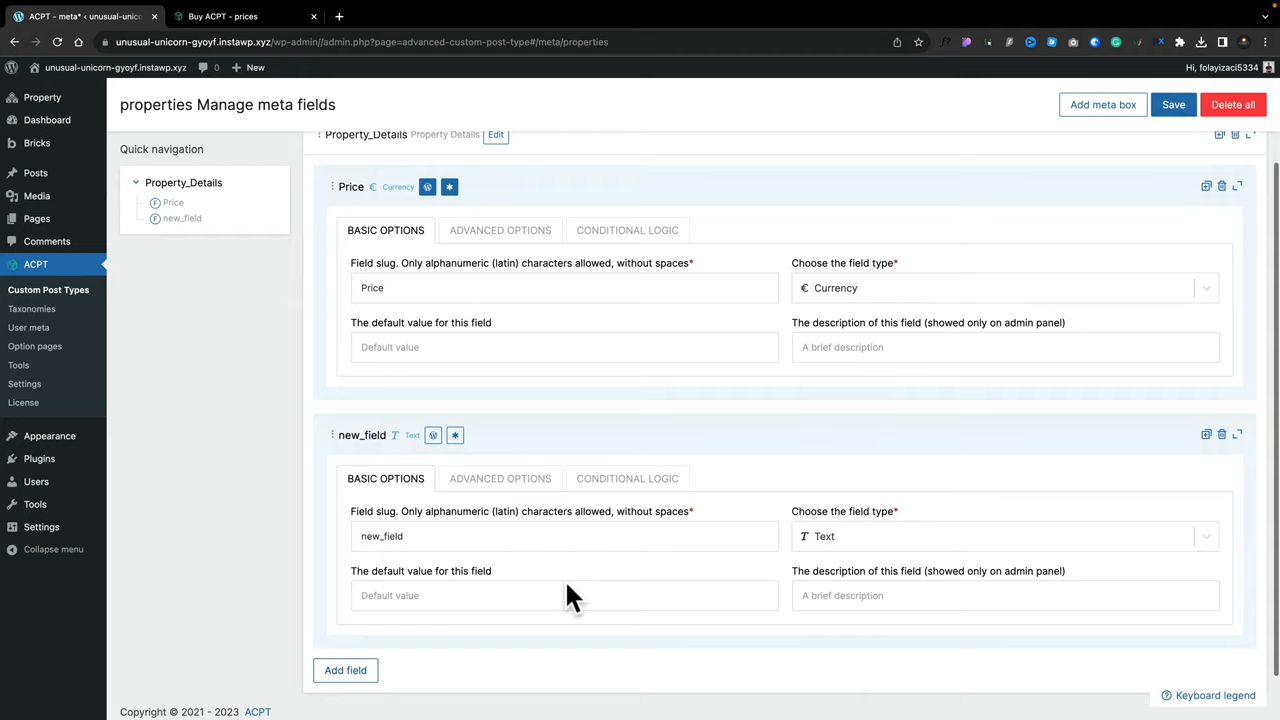 ACPT - meta* ‹ unusual-unico
Buy ACPT - prices
unusual-unicorn-gyoyf.instawp.xyz/wp-admin//admin.php?page=advanced-custom-post-type#/meta/properties
unusual-unicorn-gyoyf.instawp.xyz
0
New
Hi, folayizaci5334
Property
Dashboard
Bricks
Posts
Media
Pages
Comments
ACPT
Custom Post Types
Taxonomies
User meta
Option pages
Tools
Settings
License
Appearance
Plugins
Users
Tools
Settings
Collapse menu
properties Manage meta fields
Add meta box
Save
Delete all
Quick navigation
Property_Details
Price
new_field
Property_Details Property Details Edit
Price € Currency
BASIC OPTIONS
ADVANCED OPTIONS
CONDITIONAL LOGIC
Field slug. Only alphanumeric (latin) characters allowed, without spaces*
Price
Choose the field type*
€ Currency
The default value for this field
Default value
The description of this field (showed only on admin panel)
A brief description
new_field T Text
BASIC OPTIONS
ADVANCED OPTIONS
CONDITIONAL LOGIC
Field slug. Only alphanumeric (latin) characters allowed, without spaces*
new_field
Choose the field type*
T Text
The default value for this field
Default value
The description of this field (showed only on admin panel)
A brief description
Add field
Keyboard legend
Copyright © 2021 - 2023 ACPT